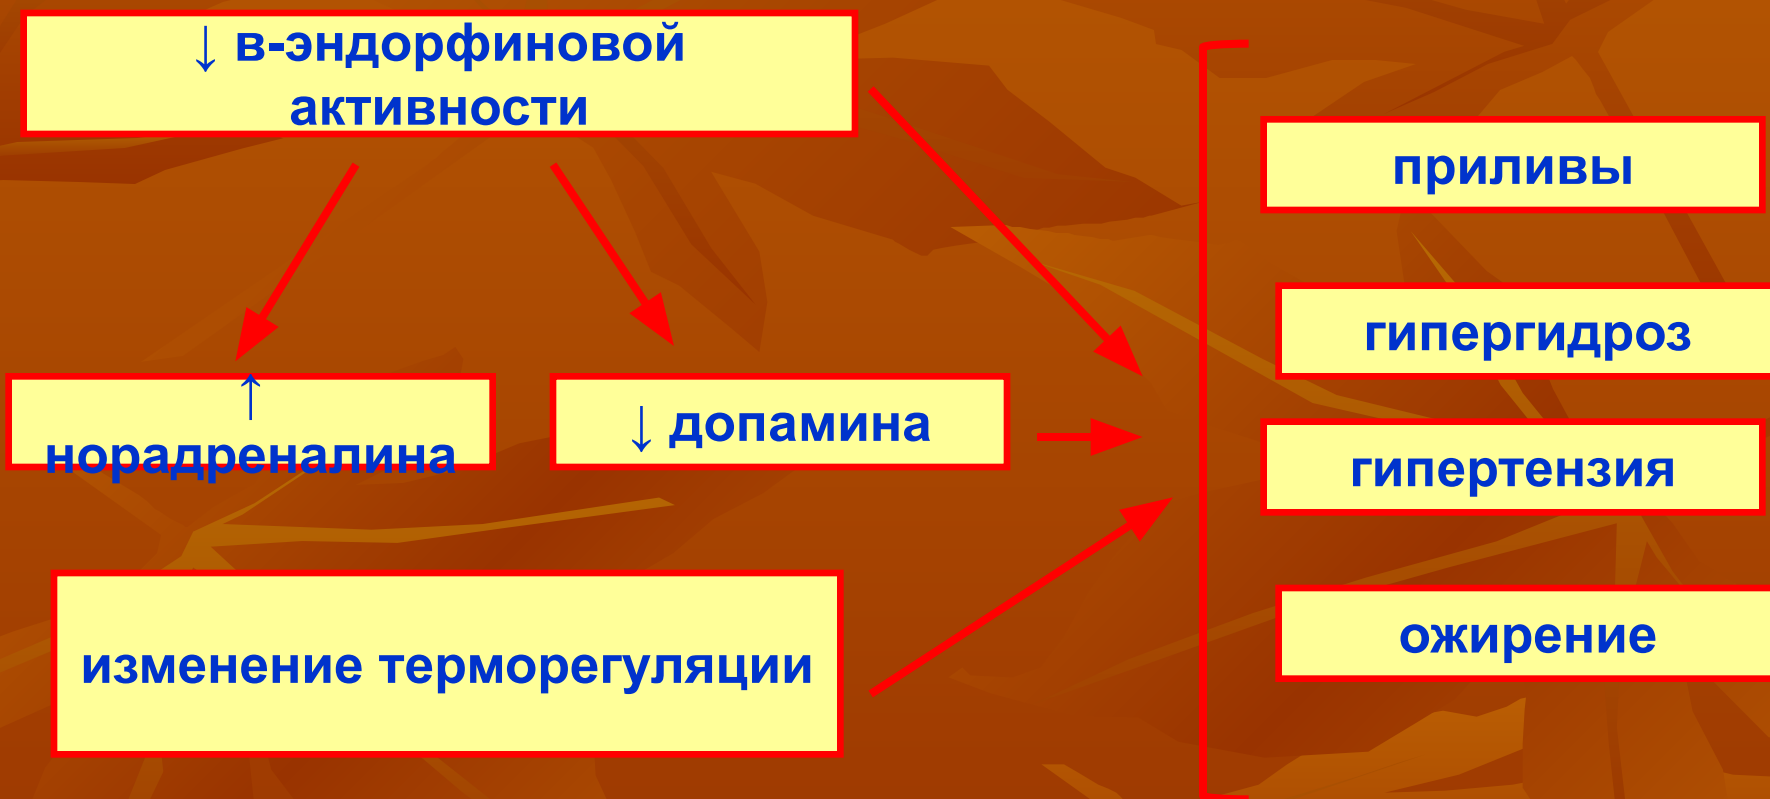 ↓ в-эндорфиновой
активности
приливы
гипергидроз
↑
норадреналина
↓ допамина
гипертензия
изменение терморегуляции
ожирение